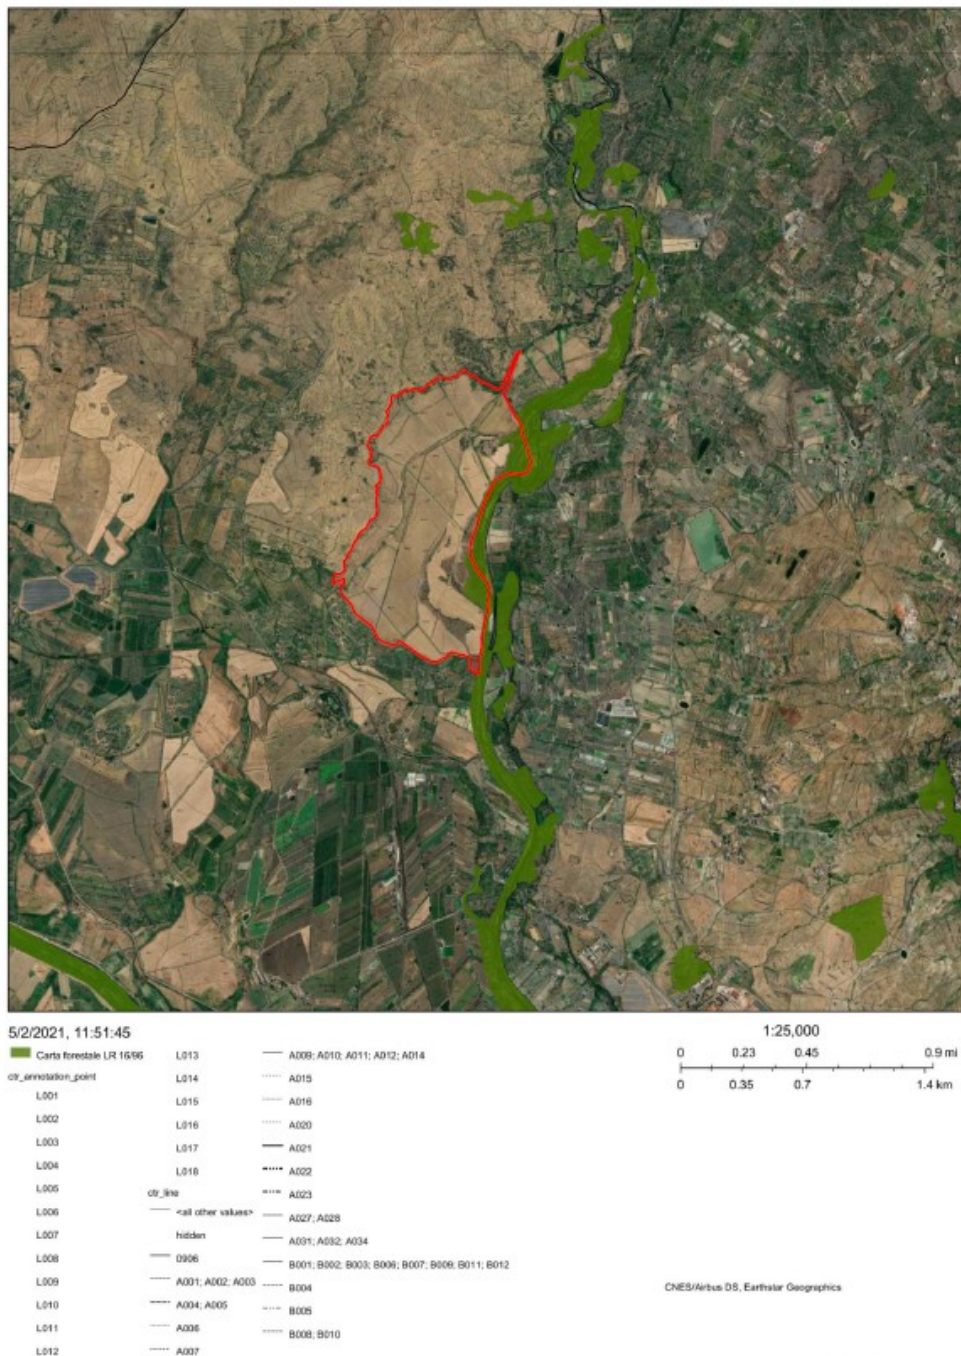 5/2/2021, 11:51:45
Carta forestale LR 16/96
ctr_annotation_point
L001
L002
L003
L004
L005
L006
L007
L008
L009
L010
L011
L012
L013
L014
L015
L016
L017
L018
ctr_line
<all other values>
hidden
0906
A001; A002; A003
A004; A005
A006
A007
A009; A010; A011; A012; A014
A015
A016
A020
A021
A022
A023
A027; A028
A031; A032; A034
B001; B002; B003; B006; B007; B009; B011; B012
B004
B005
B008; B010
1:25,000
0 0.23 0.45 0.9 mi
0 0.35 0.7 1.4 km
CNES/Airbus DS, Earthstar Geographics